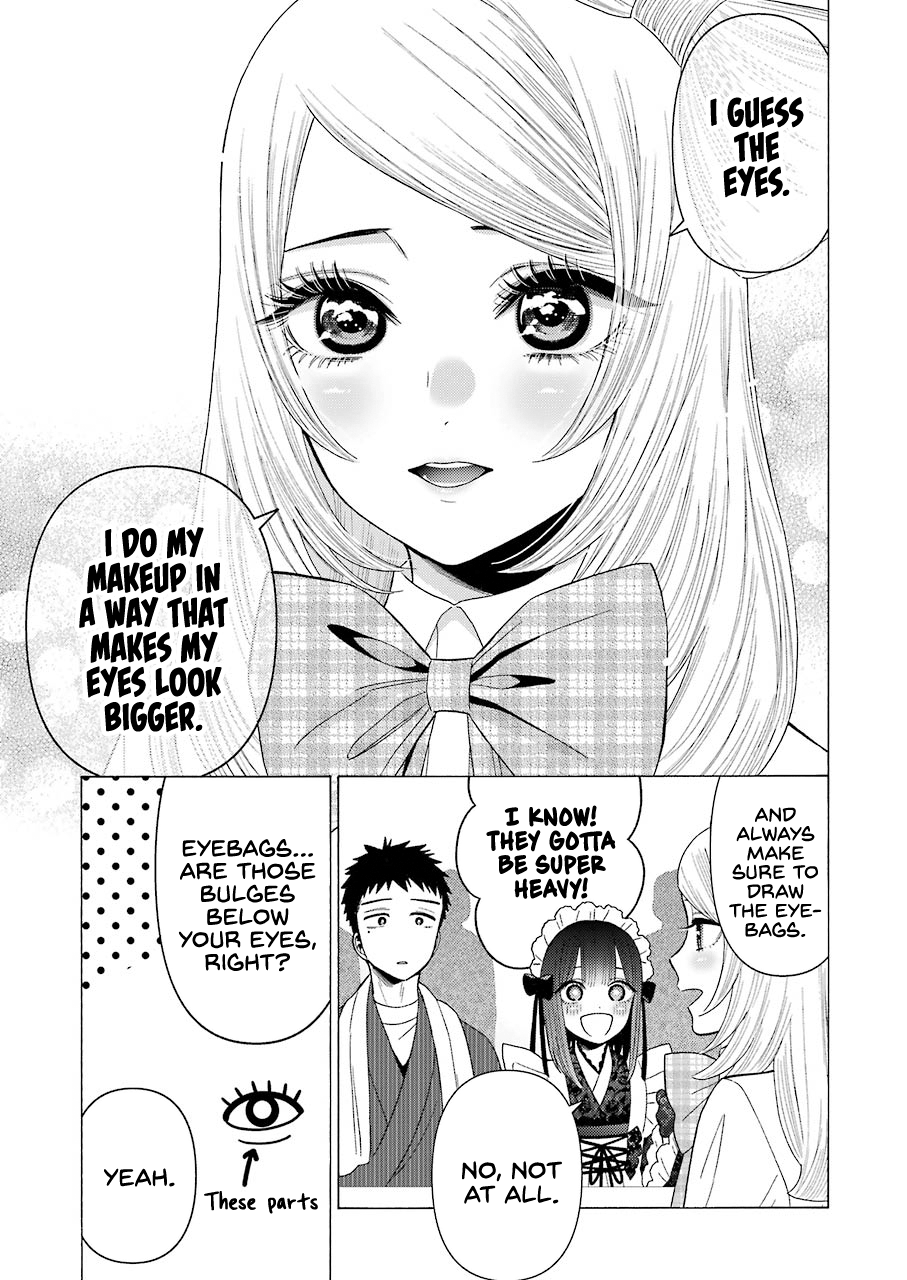 I GUESS
THE
EYES.
I DO MY
MAKEUP IN
A WAY THAT
MAKES MY
EYES LOOK
BIGGER.
AND
ALWAYS
MAKE
SURE TO
DRAW
THE EYE-
BAGS.
I KNOW!
THEY GOTTA
BE SUPER
HEAVY!
NO, NOT
AT ALL.
EYEBAGS...
ARE THOSE
BULGES
BELOW
YOUR EYES,
RIGHT?
These parts
YEAH.